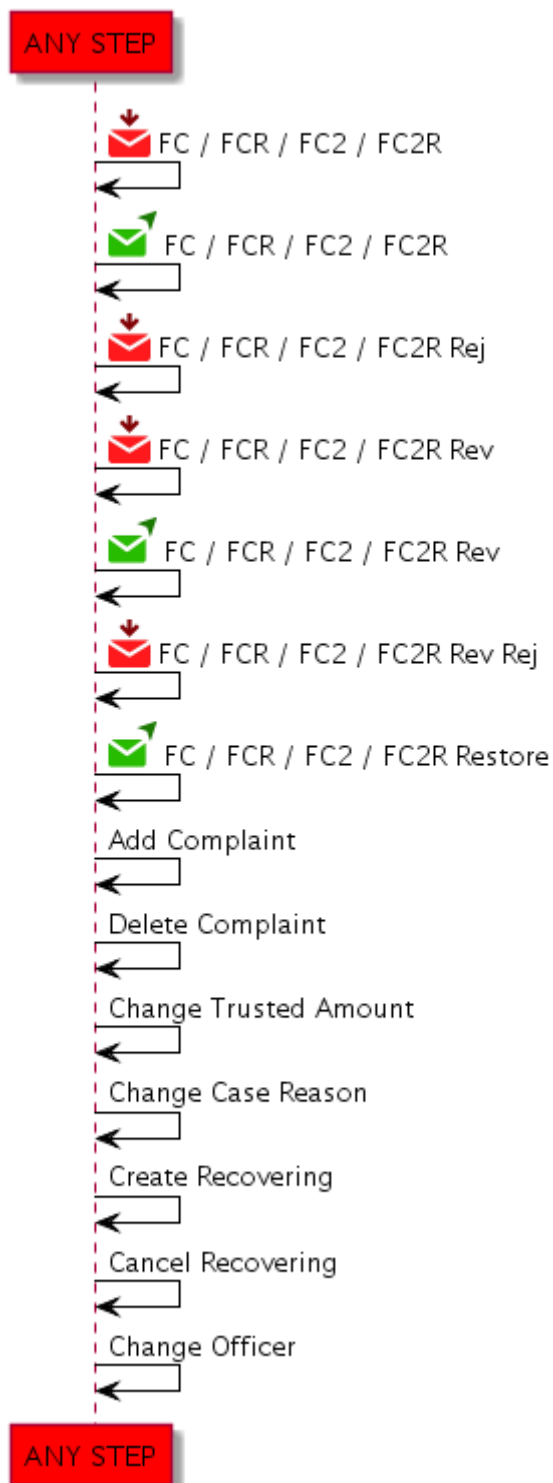 ANY STEP
FC / FCR / FC2 / FC2R
FC / FCR / FC2 / FC2R
FC / FCR / FC2 / FC2R Rej
FC / FCR / FC2 / FC2R Rev
FC / FCR / FC2 / FC2R Rev
FC / FCR / FC2 / FC2R Rev Rej
FC / FCR / FC2 / FC2R Restore
Add Complaint
Delete Complaint
Change Trusted Amount
Change Case Reason
Create Recovering
Cancel Recovering
Change Officer
ANY STEP